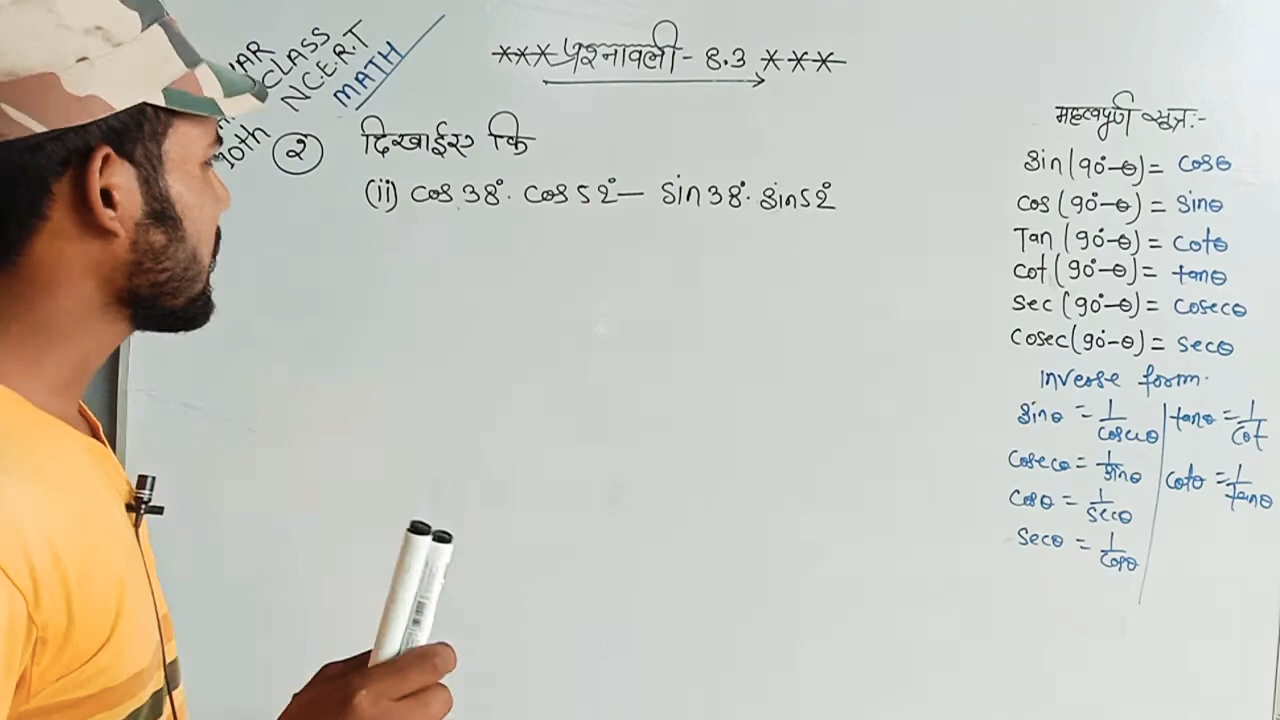 *** प्रश्नावली - 8.3 ***
CLASS
N.C.E.R.T
MATH
10th
② दिखाईए कि
(ii) cos 38°. cos 52° — sin 38°. sin 52°
महत्वपूर्ण सूत्र:-
sin (90°-θ) = cosθ
cos (90°-θ) = sinθ
Tan (90°-θ) = cotθ
cot (90°-θ) = tanθ
sec (90°-θ) = cosecθ
cosec (90°-θ) = secθ
Inverse form.
sinθ = 1/cosecθ | tanθ = 1/cot
cosecθ = 1/sinθ | cotθ = 1/tanθ
cosθ = 1/secθ
secθ = 1/cosθ